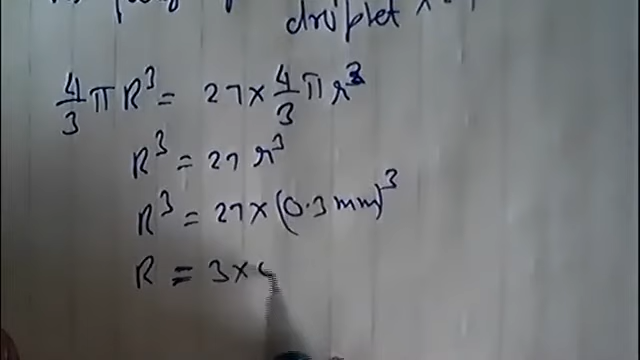 droplet
4/3 π R³ = 27 × 4/3 π r³
R³ = 27 r³
R³ = 27 × (0.3 mm)³
R = 3 ×